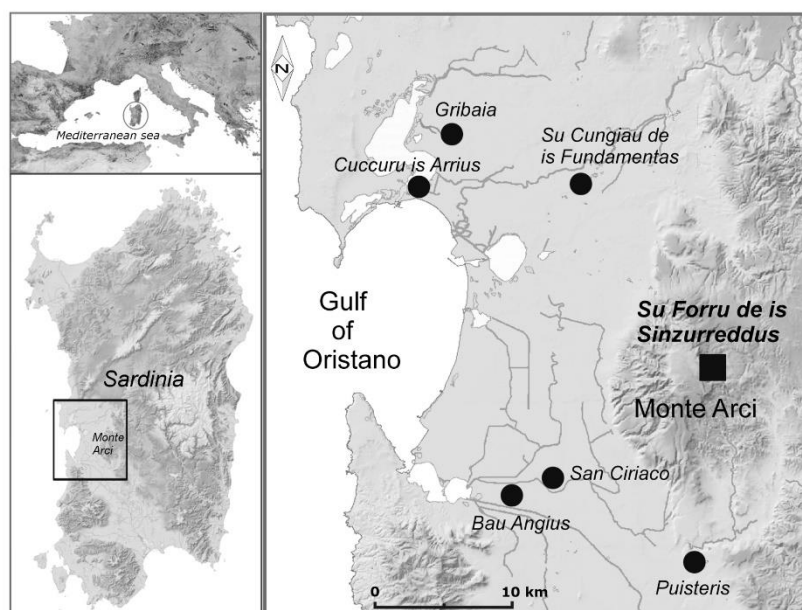 Mediterranean sea
Sardinia
Monte
Arci
N
Gribaia
Su Cungiau de
is Fundamentas
Cuccuru is Arrius
Gulf
of
Oristano
Su Forru de is
Sinzurreddus
Monte Arci
San Ciriaco
Bau Angius
Puisteris
0 10 km